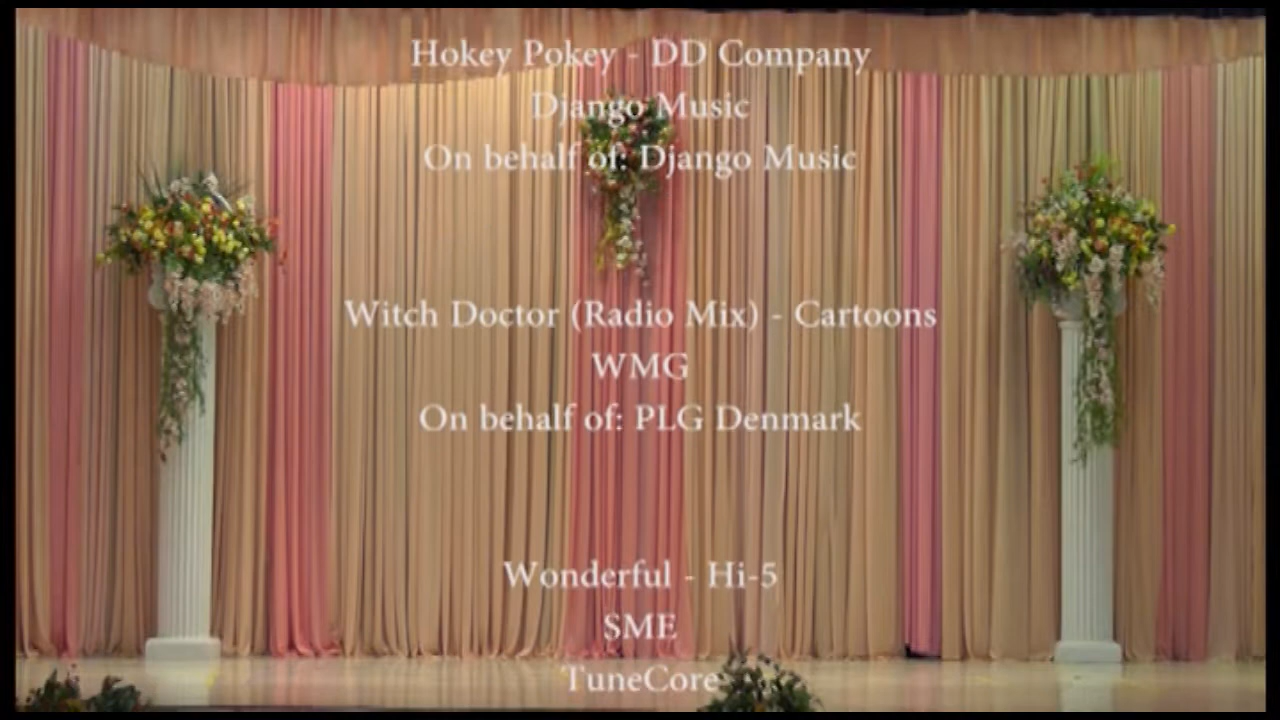 Hokey Pokey - DD Company
Django Music
On behalf of: Django Music
Witch Doctor (Radio Mix) - Cartoons
WMG
On behalf of: PLG Denmark
Wonderful - Hi-5
SME
TuneCore